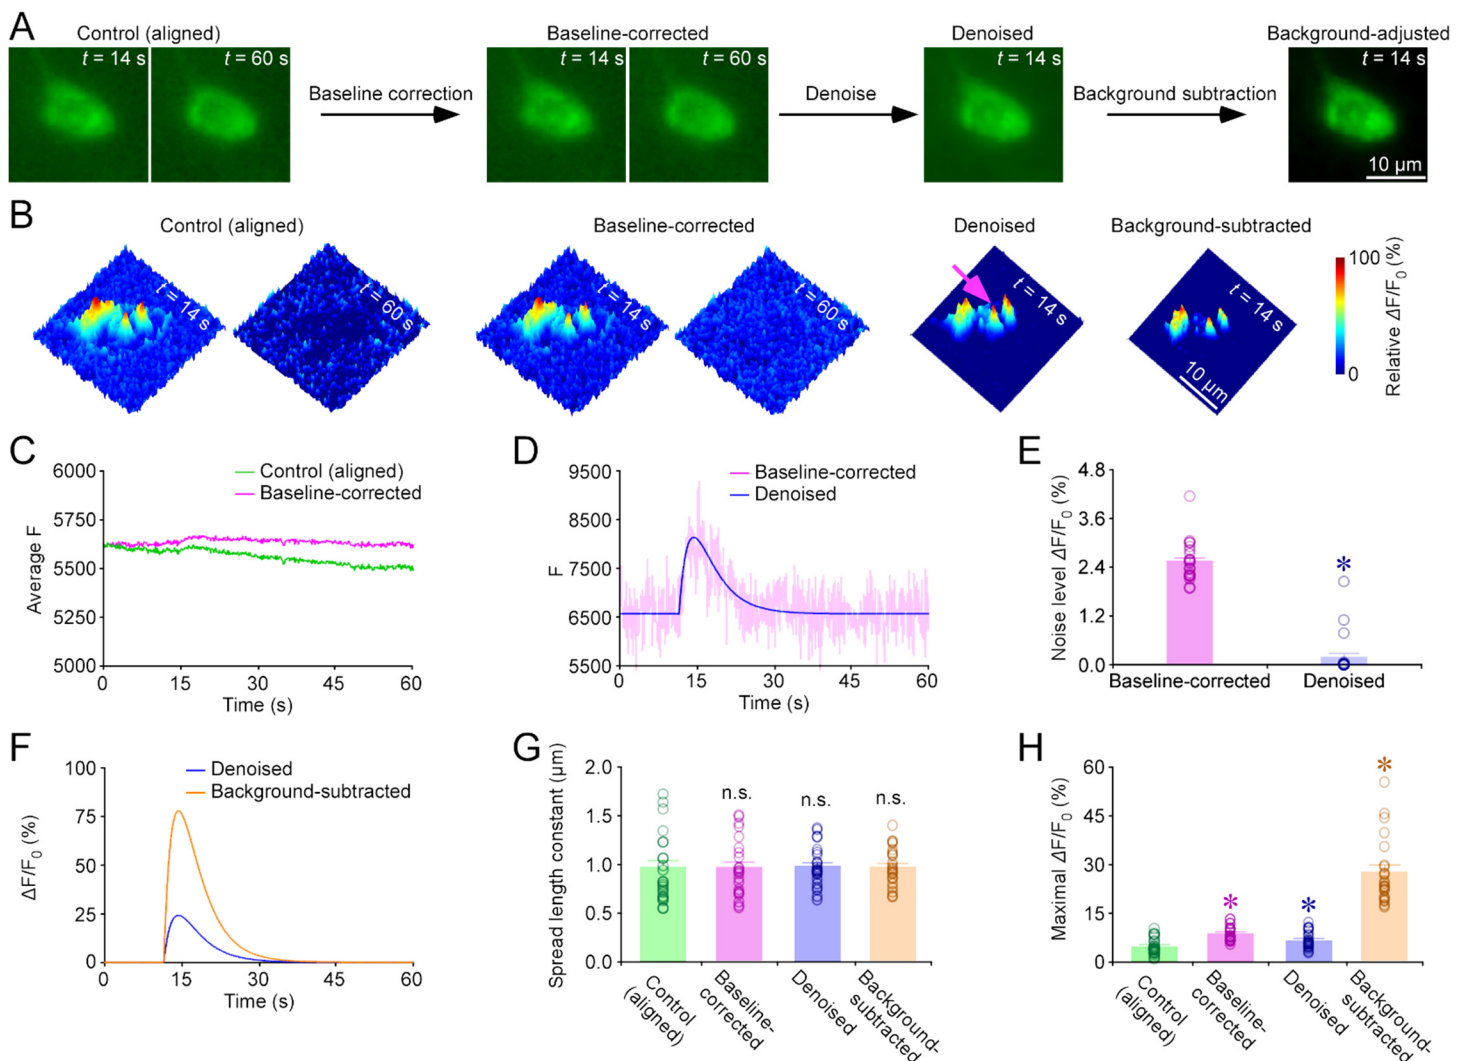 A
Control (aligned)
t = 14 s
t = 60 s
Baseline correction
Baseline-corrected
t = 14 s
t = 60 s
Denoise
Denoised
t = 14 s
Background subtraction
Background-adjusted
t = 14 s
10 µm
B
Control (aligned)
t = 14 s
t = 60 s
Baseline-corrected
t = 14 s
t = 60 s
Denoised
t = 14 s
Background-subtracted
t = 14 s
10 µm
100
0
Relative ΔF/F₀ (%)
C
Control (aligned)
Baseline-corrected
Average F
6000
5750
5500
5250
5000
0 15 30 45 60
Time (s)
D
Baseline-corrected
Denoised
F
9500
8500
7500
6500
5500
0 15 30 45 60
Time (s)
E
Noise level ΔF/F₀ (%)
4.8
3.6
2.4
1.2
0.0
*
Baseline-corrected Denoised
F
Denoised
Background-subtracted
ΔF/F₀ (%)
100
75
50
25
0
0 15 30 45 60
Time (s)
G
Spread length constant (µm)
2.0
1.5
1.0
0.5
0.0
n.s. n.s. n.s.
Control
(aligned)
Baseline-
corrected
Denoised
Background-
subtracted
H
Maximal ΔF/F₀ (%)
60
45
30
15
0
* * *
Control
(aligned)
Baseline-
corrected
Denoised
Background-
subtracted